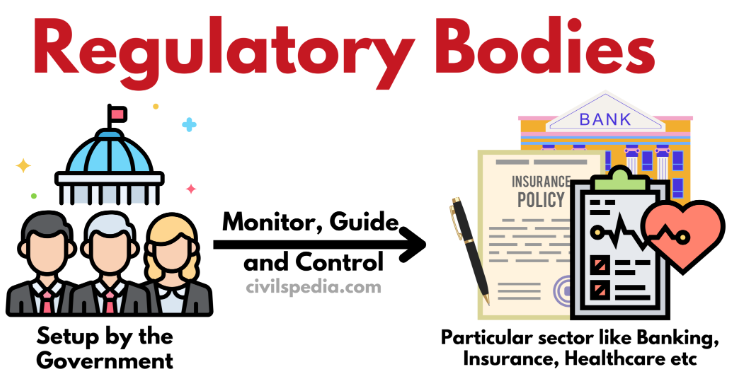 Regulatory Bodies
BANK
INSURANCE
POLICY
Monitor, Guide
and Control
civilspedia.com
Setup by the
Government
Particular sector like Banking,
Insurance, Healthcare etc